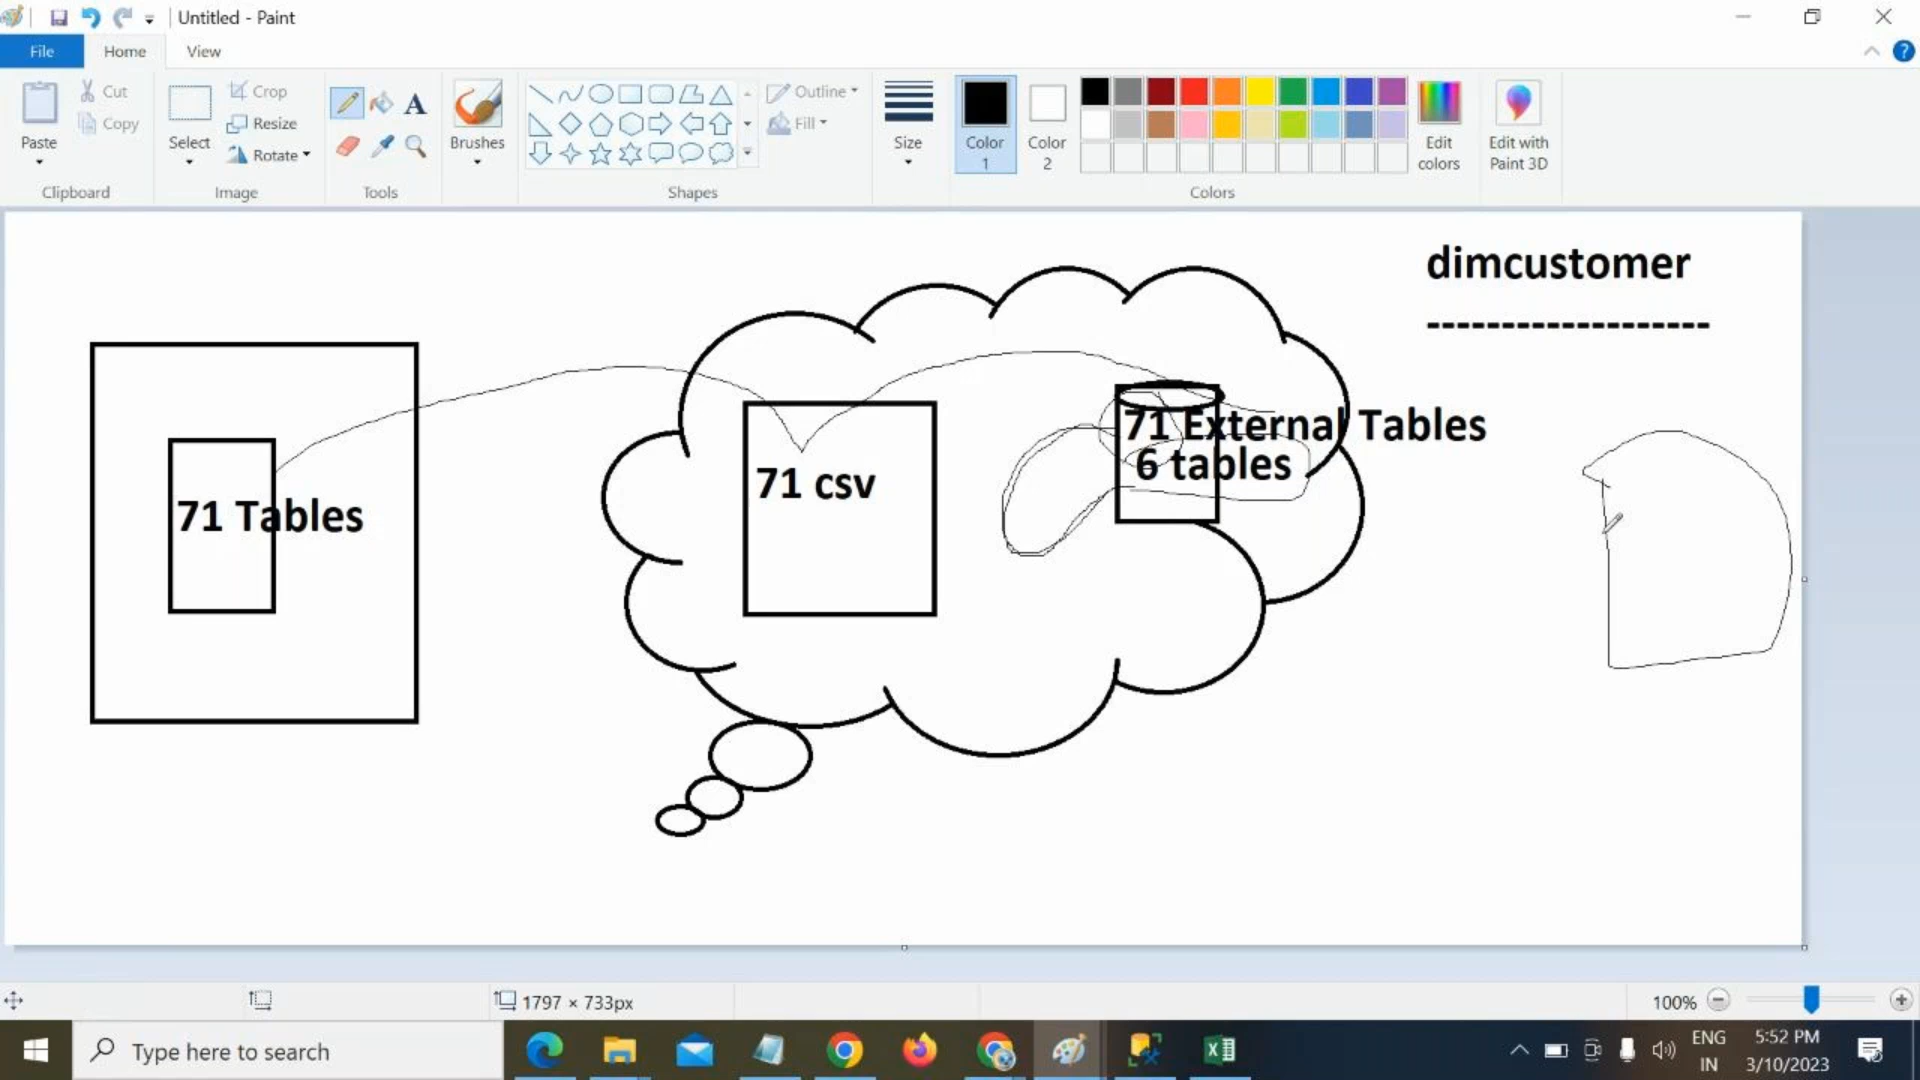 Untitled - Paint
File Home View
Paste
Cut
Copy
Clipboard
Select
Crop
Resize
Rotate
Image
A
Tools
Brushes
Outline
Fill
Shapes
Size
Color 1
Color 2
Colors
Edit colors
Edit with Paint 3D
dimcustomer
-------------------
71 Tables
71 csv
71 External Tables
6 tables
1797 × 733px
100%
Type here to search
ENG
IN
5:52 PM
3/10/2023